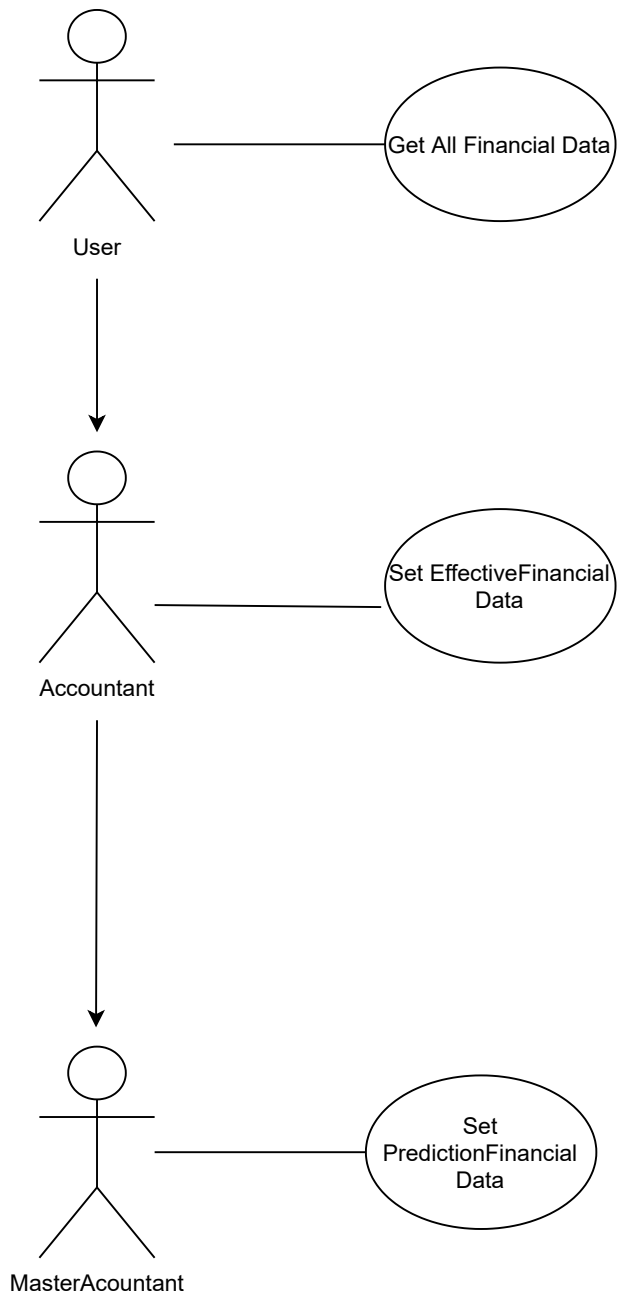 Get All Financial Data
User
Set EffectiveFinancial
Data
Accountant
Set
PredictionFinancial
Data
MasterAcountant